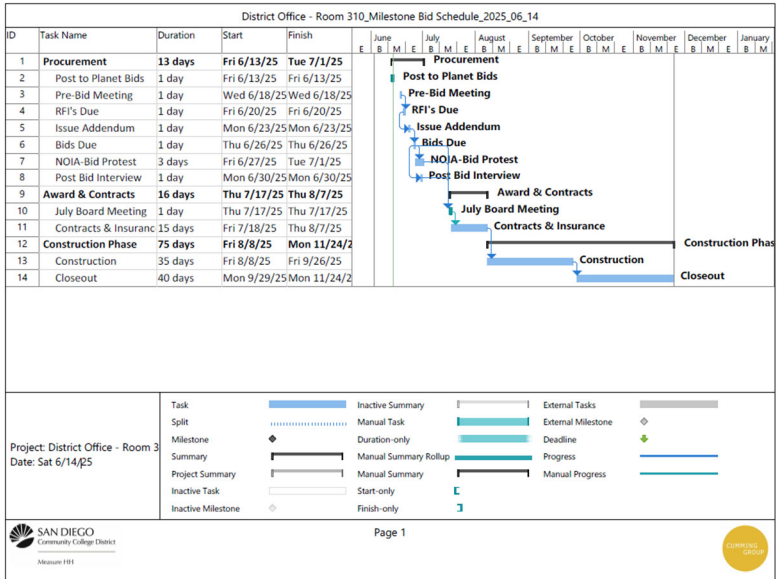 District Office - Room 310_Milestone Bid Schedule_2025_06_14
ID Task Name Duration Start Finish June July August September October November December January
E B M E B M E B M E B M E B M E B M E B M E B M
1 Procurement 13 days Fri 6/13/25 Tue 7/1/25 Procurement
2 Post to Planet Bids 1 day Fri 6/13/25 Fri 6/13/25 Post to Planet Bids
3 Pre-Bid Meeting 1 day Wed 6/18/25 Wed 6/18/25 Pre-Bid Meeting
4 RFI's Due 1 day Fri 6/20/25 Fri 6/20/25 RFI's Due
5 Issue Addendum 1 day Mon 6/23/25 Mon 6/23/25 Issue Addendum
6 Bids Due 1 day Thu 6/26/25 Thu 6/26/25 Bids Due
7 NOIA-Bid Protest 3 days Fri 6/27/25 Tue 7/1/25 NOIA-Bid Protest
8 Post Bid Interview 1 day Mon 6/30/25 Mon 6/30/25 Post Bid Interview
9 Award & Contracts 16 days Thu 7/17/25 Thu 8/7/25 Award & Contracts
10 July Board Meeting 1 day Thu 7/17/25 Thu 7/17/25 July Board Meeting
11 Contracts & Insuranc 15 days Fri 7/18/25 Thu 8/7/25 Contracts & Insurance
12 Construction Phase 75 days Fri 8/8/25 Mon 11/24/2 Construction Phas
13 Construction 35 days Fri 8/8/25 Fri 9/26/25 Construction
14 Closeout 40 days Mon 9/29/25 Mon 11/24/2 Closeout
Project: District Office - Room 3
Date: Sat 6/14/25
Task Inactive Summary External Tasks
Split Manual Task External Milestone
Milestone Duration-only Deadline
Summary Manual Summary Rollup Progress
Project Summary Manual Summary Manual Progress
Inactive Task Start-only
Inactive Milestone Finish-only
SAN DIEGO
Community College District
Measure HH
Page 1
CUMMING
GROUP